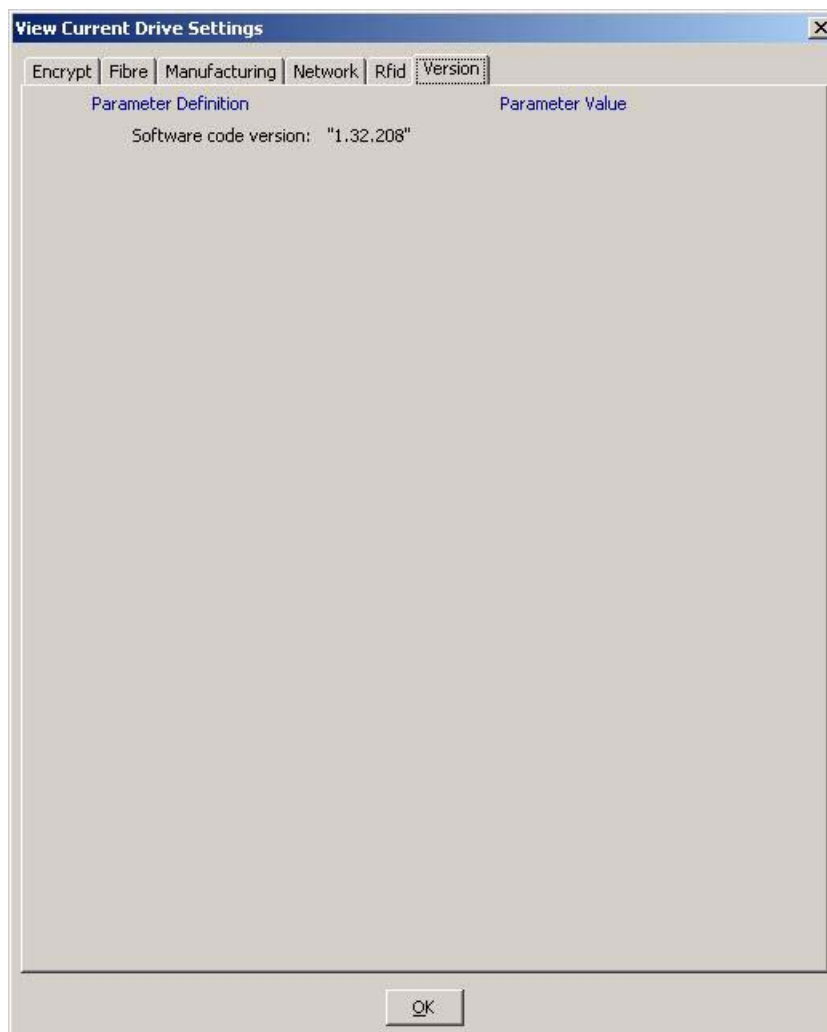 View Current Drive Settings
Encrypt Fibre Manufacturing Network Rfid Version
Parameter Definition Parameter Value
Software code version: "1.32.208"
OK